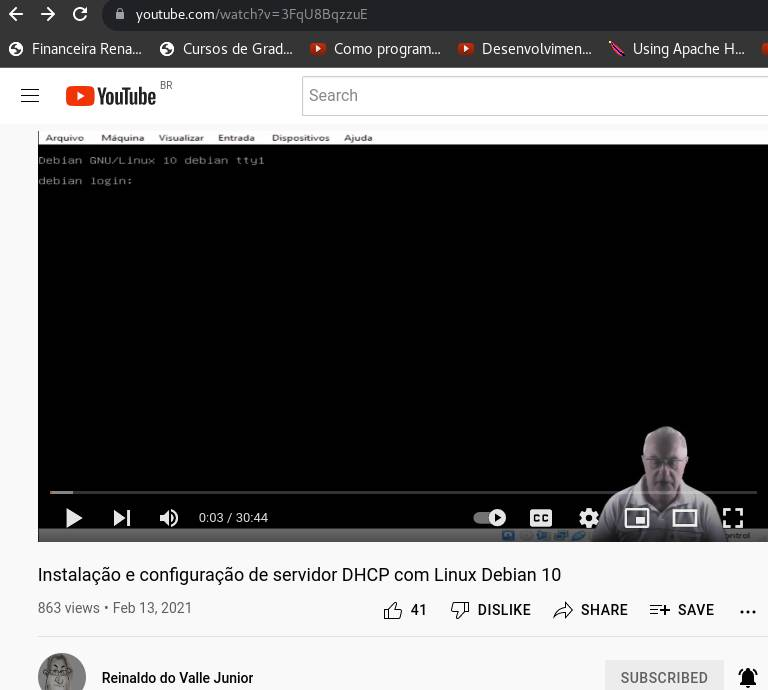 youtube.com/watch?v=3FqU8BqzzuE
Financeira Rena... Cursos de Grad... Como program... Desenvolvimen... Using Apache H...
YouTube BR Search
Arquivo Máquina Visualizar Entrada Dispositivos Ajuda
Debian GNU/Linux 10 debian tty1
debian login:
0:03 / 30:44 CC
Instalação e configuração de servidor DHCP com Linux Debian 10
863 views • Feb 13, 2021 41 DISLIKE SHARE SAVE ...
Reinaldo do Valle Junior SUBSCRIBED